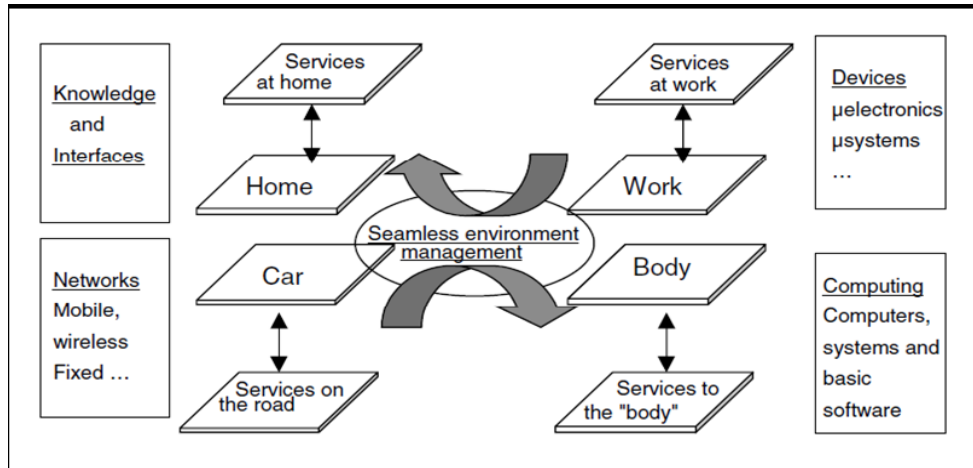 Knowledge
and
Interfaces
Services
at home
Services
at work
Devices
µelectronics
µsystems
…
Home
Work
Seamless environment
management
Networks
Mobile,
wireless
Fixed …
Car
Body
Computing
Computers,
systems and
basic
software
Services on
the road
Services to
the "body"